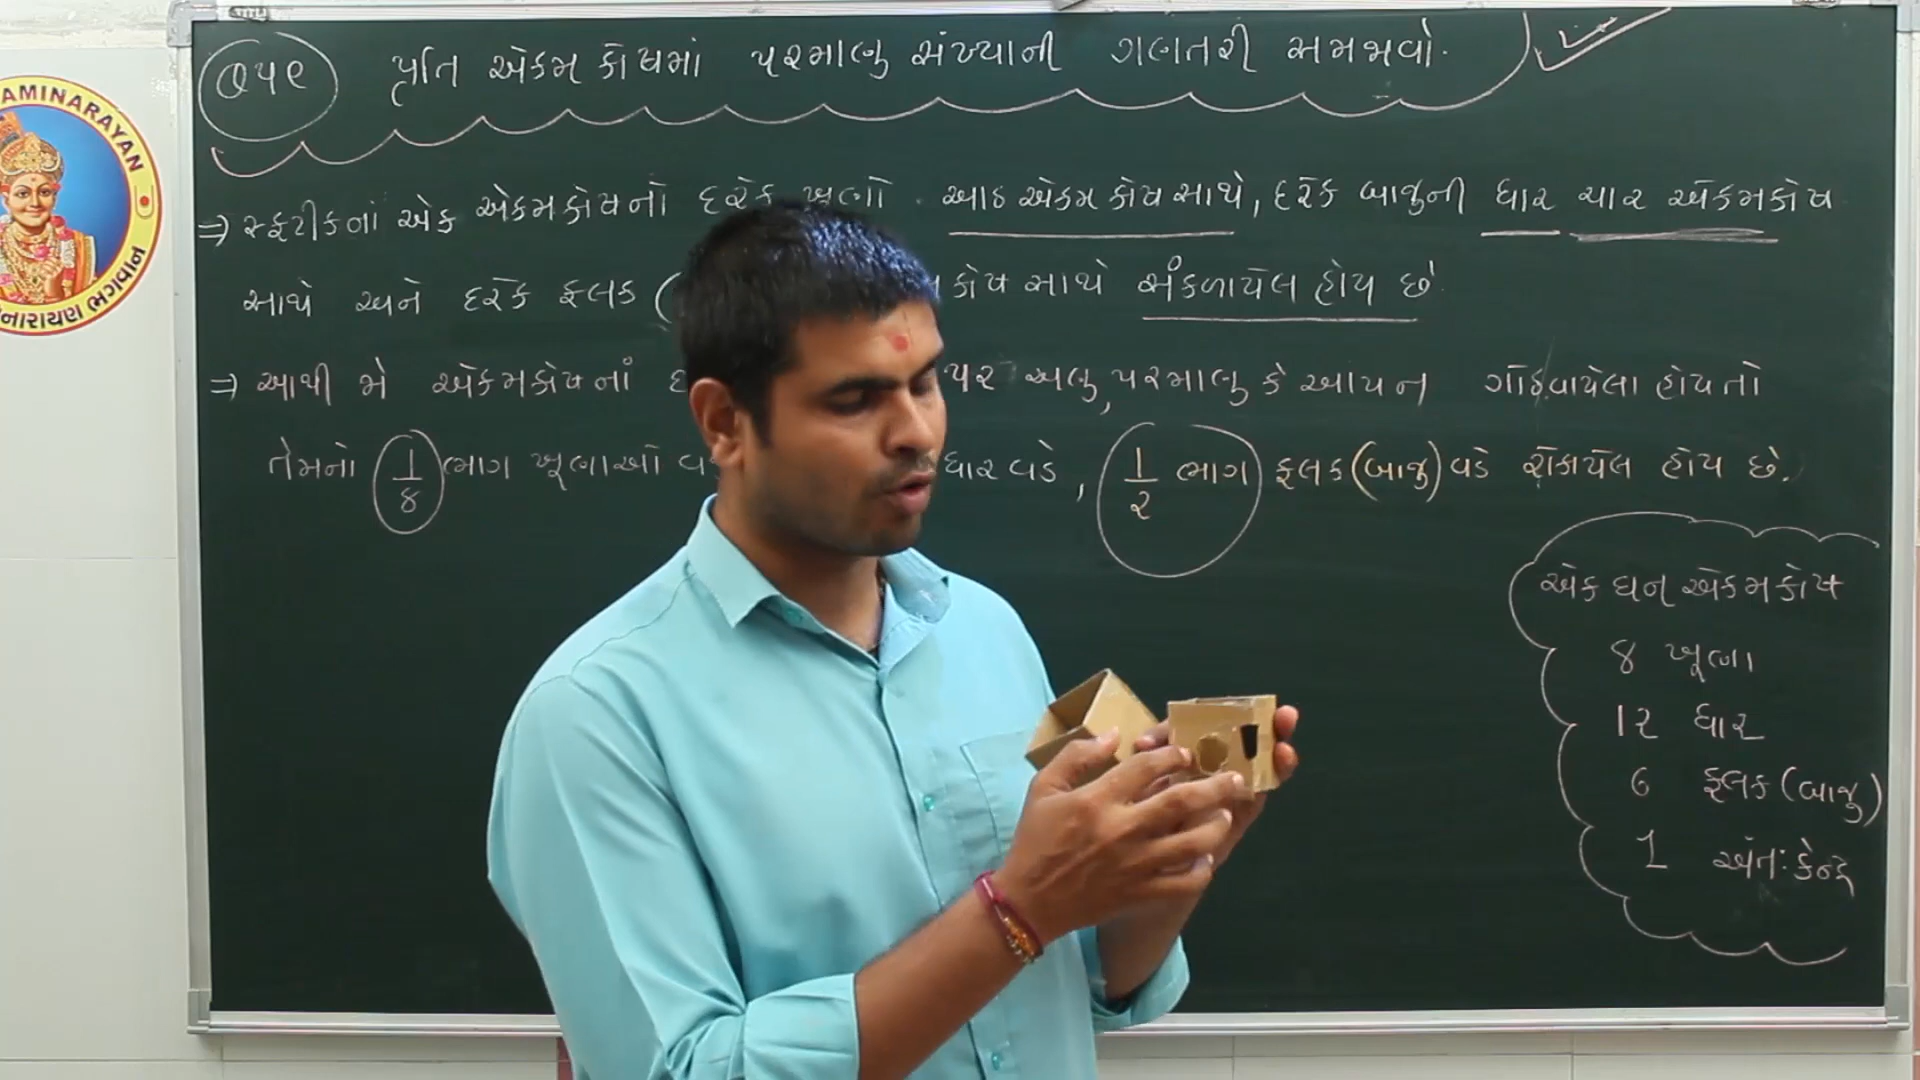 Q૫૯ પ્રતિ એકમ કોષમાં પરમાણુ સંખ્યાની ગણતરી સમજાવો.
AMINARAYAN
નારાયણ ભગવાન
⇒ સ્ફટીકનાં એક એકમકોષનો દરેક ખૂણો આઠ એકમ કોષ સાથે, દરેક બાજુની ધાર ચાર એકમકોષ
સાથે અને દરેક ફલક ( કોષ સાથે સંકળાયેલ હોય છે.
⇒ આથી જો એકમકોષનાં પર અણુ, પરમાણુ કે આયન ગોઠવાયેલા હોય તો
તેમનો 1/8 ભાગ ખૂણાઓ ધાર વડે, 1/2 ભાગ ફલક (બાજુ) વડે રોકાયેલ હોય છે.
એક ઘન એકમકોષ
8 ખૂણા
12 ધાર
6 ફલક (બાજુ)
1 અંતઃકેન્દ્ર